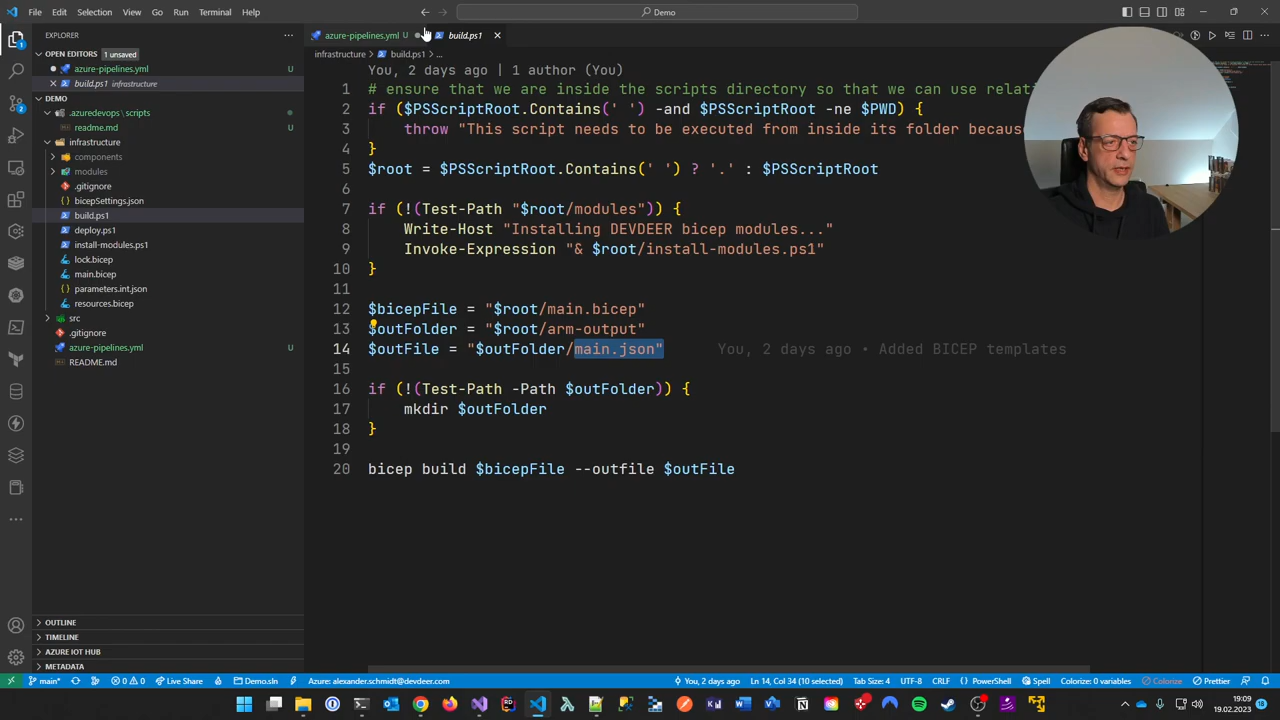 File Edit Selection View Go Run Terminal Help
Demo
EXPLORER
OPEN EDITORS 1 unsaved
azure-pipelines.yml U
build.ps1 infrastructure
DEMO
.azuredevops \ scripts
readme.md U
infrastructure
components
modules
.gitignore
bicepSettings.json
build.ps1
deploy.ps1
install-modules.ps1
lock.bicep
main.bicep
parameters.int.json
resources.bicep
src
.gitignore
azure-pipelines.yml U
README.md
OUTLINE
TIMELINE
AZURE IOT HUB
METADATA
azure-pipelines.yml U build.ps1
infrastructure > build.ps1 > ...
You, 2 days ago | 1 author (You)
1 # ensure that we are inside the scripts directory so that we can use relati
2 if ($PSScriptRoot.Contains(' ') -and $PSScriptRoot -ne $PWD) {
3 throw "This script needs to be executed from inside its folder because
4 }
5 $root = $PSScriptRoot.Contains(' ') ? '.' : $PSScriptRoot
6
7 if (!(Test-Path "$root/modules")) {
8 Write-Host "Installing DEVDEER bicep modules..."
9 Invoke-Expression "& $root/install-modules.ps1"
10 }
11
12 $bicepFile = "$root/main.bicep"
13 $outFolder = "$root/arm-output"
14 $outFile = "$outFolder/main.json" You, 2 days ago • Added BICEP templates
15
16 if (!(Test-Path -Path $outFolder)) {
17 mkdir $outFolder
18 }
19
20 bicep build $bicepFile --outfile $outFile
main* 0 0 Live Share Demo.sln Azure: alexander.schmidt@devdeer.com You, 2 days ago Ln 14, Col 34 (10 selected) Tab Size: 4 UTF-8 CRLF PowerShell Spell Colorize: 0 variables Colorize Prettier
19:09
19.02.2023